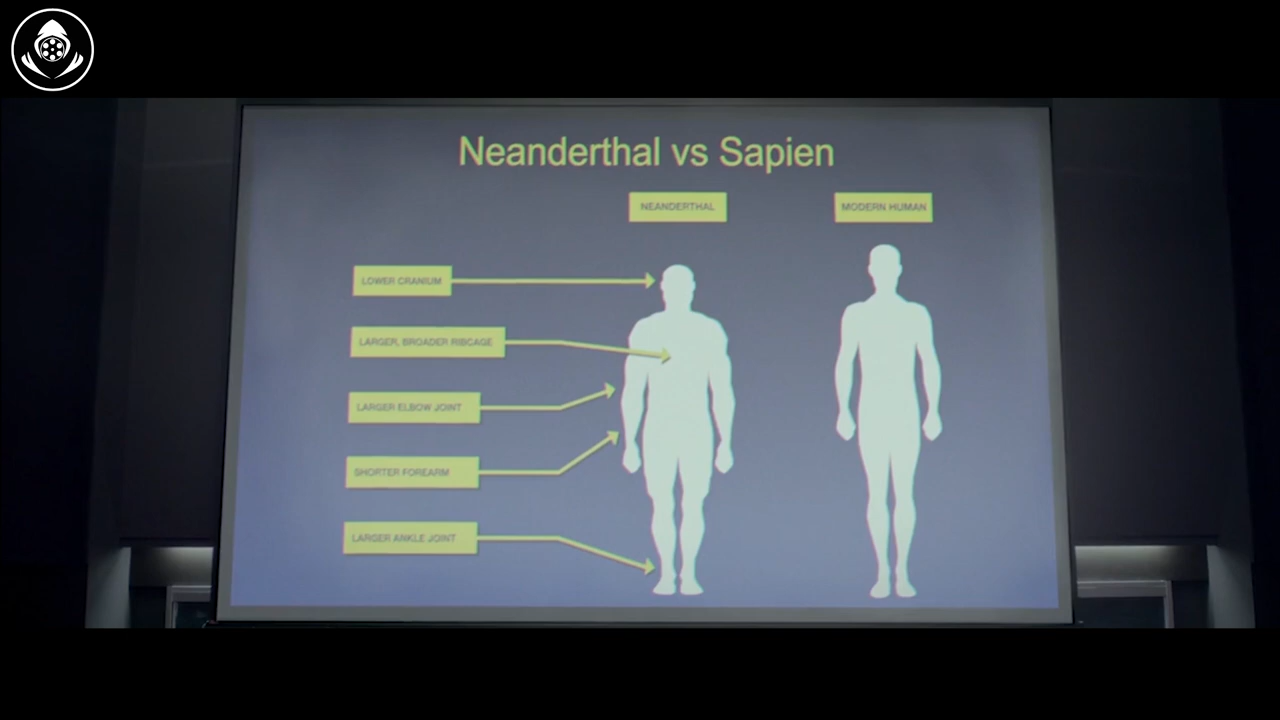 Neanderthal vs Sapien
NEANDERTHAL
MODERN HUMAN
LOWER CRANIUM
LARGER, BROADER RIBCAGE
LARGER ELBOW JOINT
SHORTER FOREARM
LARGER ANKLE JOINT